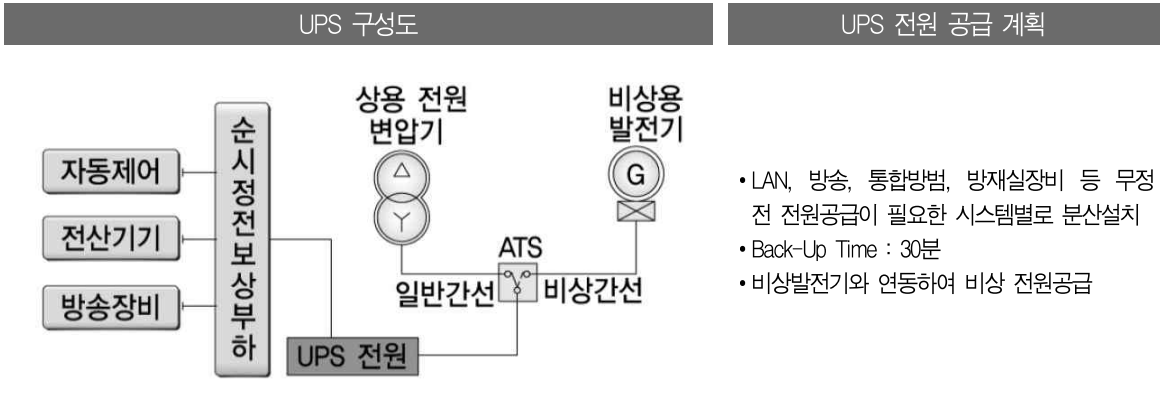 UPS 구성도
상용 전원
변압기
비상용
발전기
G
순시정전보상부하
자동제어
전산기기
방송장비
ATS
일반간선
비상간선
UPS 전원
UPS 전원 공급 계획
• LAN, 방송, 통합방범, 방재실장비 등 무정
전 전원공급이 필요한 시스템별로 분산설치
• Back-Up Time : 30분
• 비상발전기와 연동하여 비상 전원공급